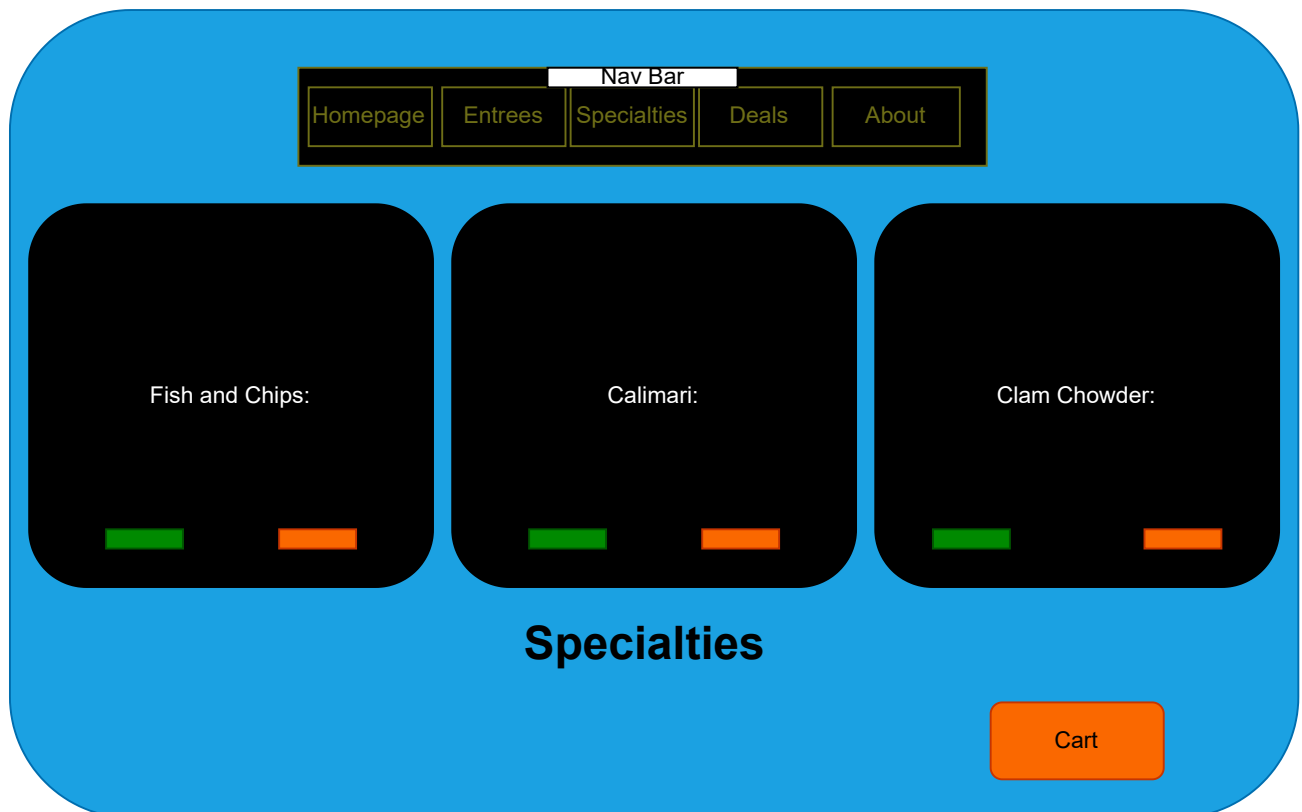 Nav Bar
Homepage
Entrees
Specialties
Deals
About
Fish and Chips:
Calimari:
Clam Chowder:
Specialties
Cart